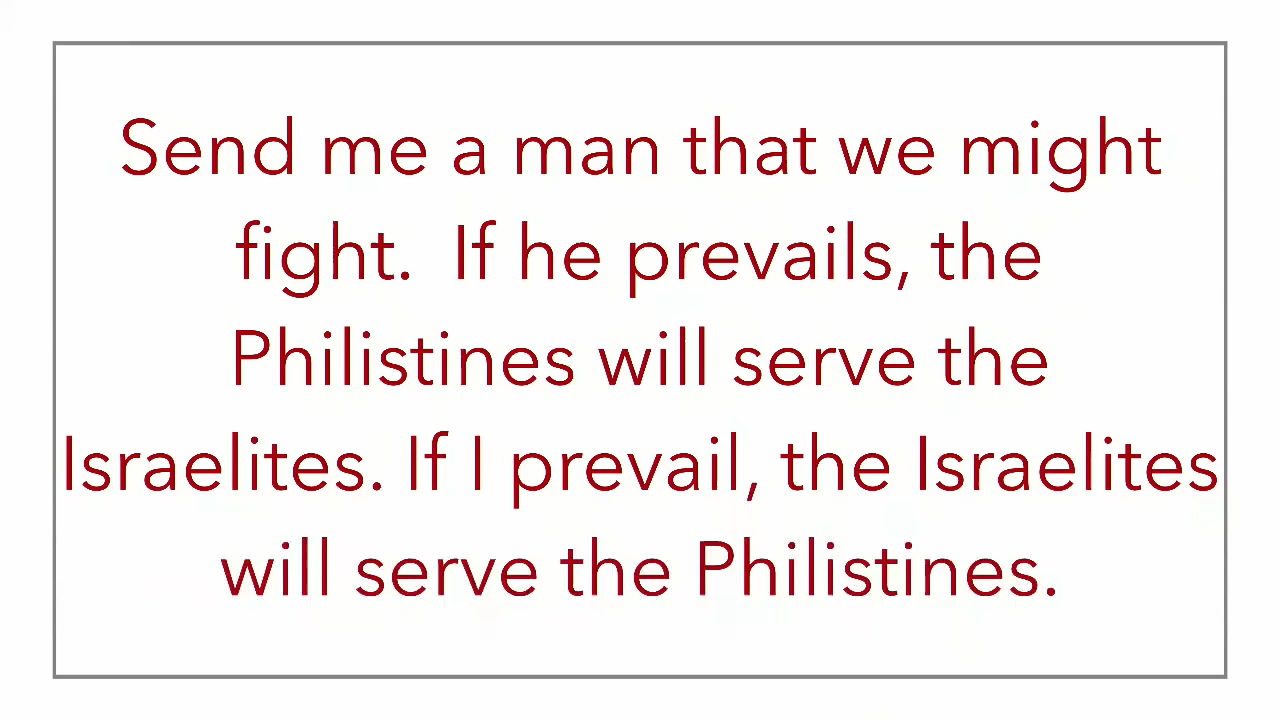 Send me a man that we might
fight.  If he prevails, the
Philistines will serve the
Israelites. If I prevail, the Israelites
will serve the Philistines.